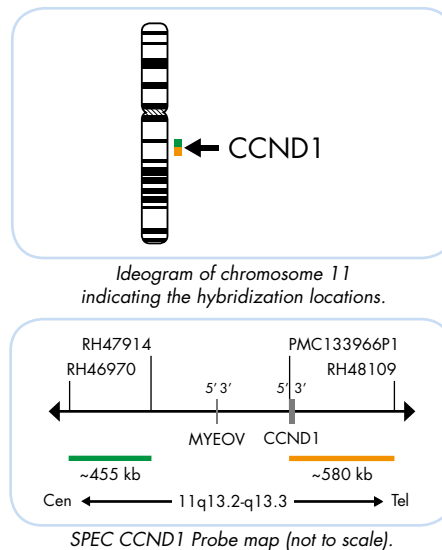 CCND1
Ideogram of chromosome 11
indicating the hybridization locations.
RH47914 PMC133966P1
RH46970 RH48109
5' 3' 5' 3'
MYEOV CCND1
~455 kb ~580 kb
Cen 11q13.2-q13.3 Tel
SPEC CCND1 Probe map (not to scale).